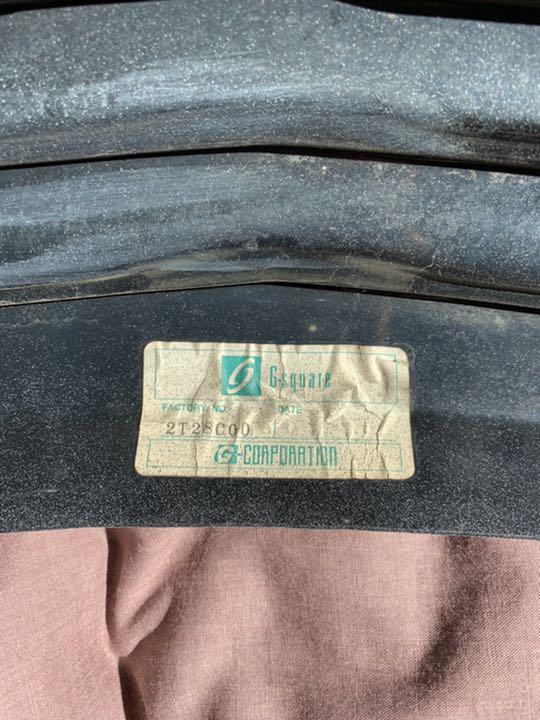 G G-square
FACTORY NO. DATE
2T28C00
G-CORPORATION